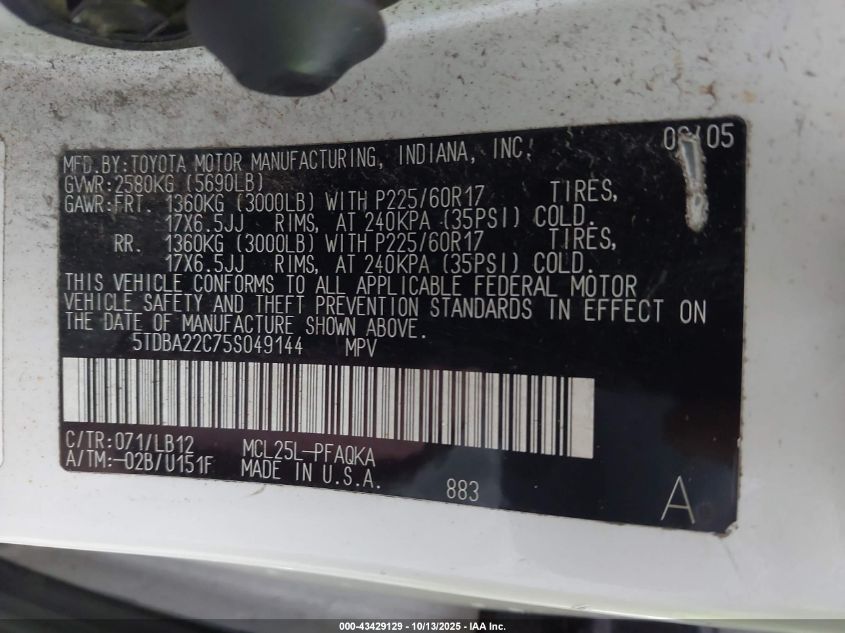 MFD.BY:TOYOTA MOTOR MANUFACTURING, INDIANA, INC.
GVWR:2580KG (5690LB)
GAWR:FRT. 1360KG (3000LB) WITH P225/60R17 TIRES,
17X6.5JJ RIMS, AT 240KPA (35PSI) COLD.
RR. 1360KG (3000LB) WITH P225/60R17 TIRES,
17X6.5JJ RIMS, AT 240KPA (35PSI) COLD.
THIS VEHICLE CONFORMS TO ALL APPLICABLE FEDERAL MOTOR
VEHICLE SAFETY AND THEFT PREVENTION STANDARDS IN EFFECT ON
THE DATE OF MANUFACTURE SHOWN ABOVE.
5TDBA22C75S049144 MPV
C/TR:071/LB12 MCL25L-PFAQKA
A/TM:-02B/U151F MADE IN U.S.A.
883
A
000-43429129 - 10/13/2025 - IAA Inc.